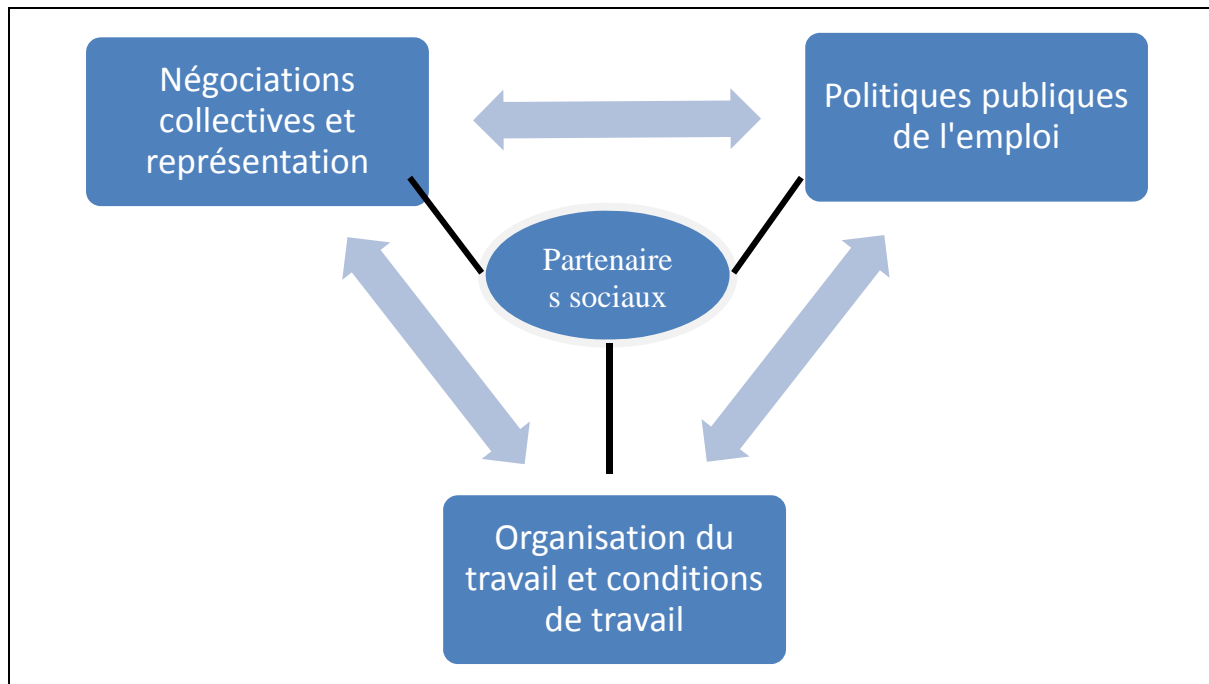 Négociations
collectives et
représentation
Politiques publiques
de l'emploi
Partenaire
s sociaux
Organisation du
travail et conditions
de travail